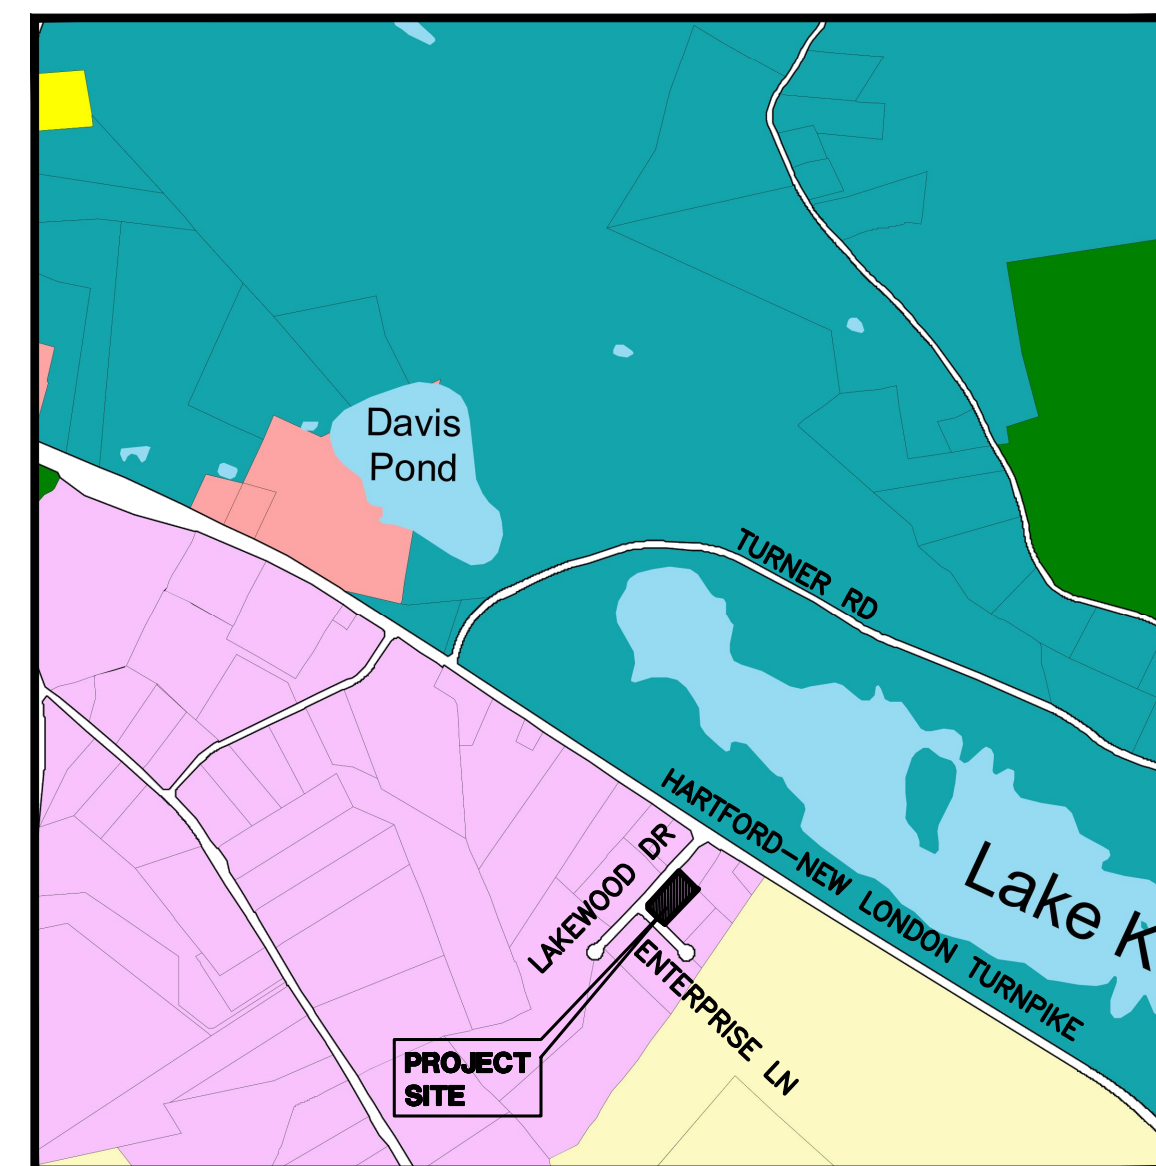 Davis
Pond
TURNER RD
HARTFORD-NEW LONDON TURNPIKE
Lake K
LAKEWOOD DR
ENTERPRISE LN
PROJECT
SITE